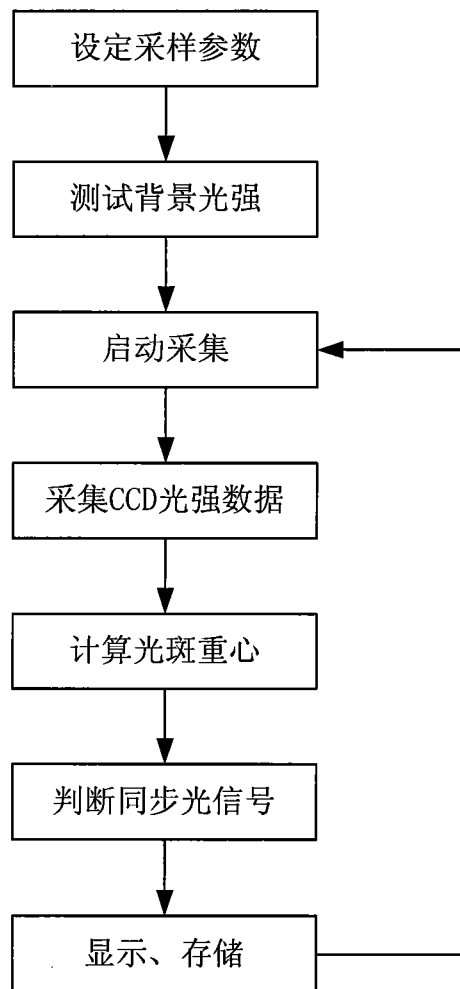 设定采样参数
测试背景光强
启动采集
采集CCD光强数据
计算光斑重心
判断同步光信号
显示、存储